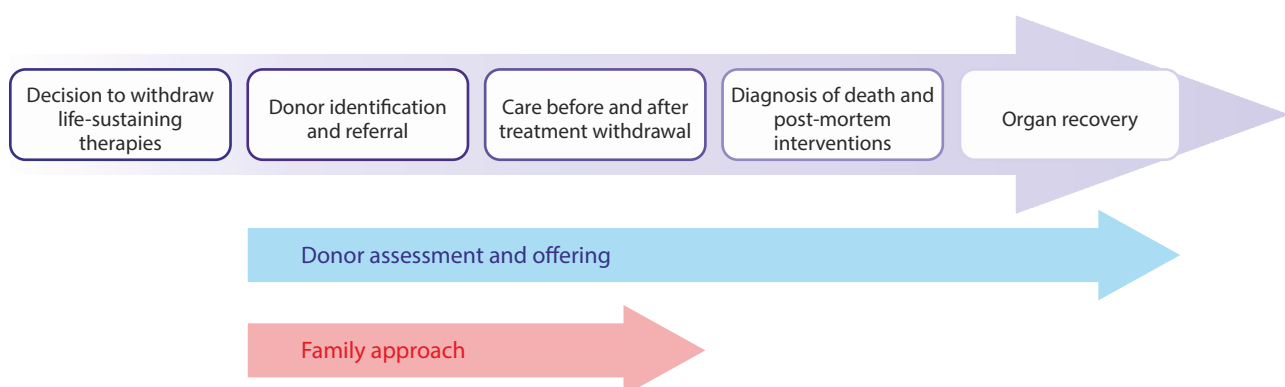 Decision to withdraw
life-sustaining
therapies
Donor identification
and referral
Care before and after
treatment withdrawal
Diagnosis of death and
post-mortem
interventions
Organ recovery
Donor assessment and offering
Family approach